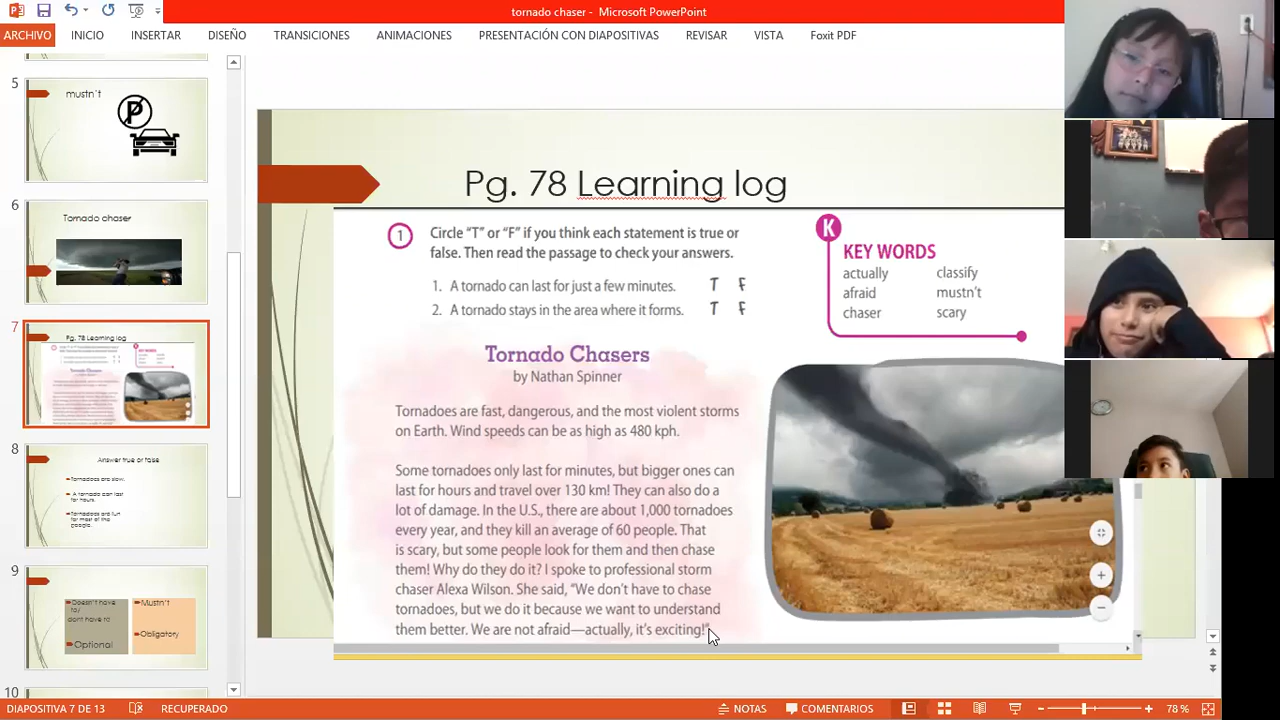 tornado chaser - Microsoft PowerPoint
ARCHIVO INICIO INSERTAR DISEÑO TRANSICIONES ANIMACIONES PRESENTACIÓN CON DIAPOSITIVAS REVISAR VISTA Foxit PDF
5
mustn't
P
6
Tornado chaser
7
Pg. 78 Learning log
8
Answer true or false
Tornadoes are slow.
A tornado can last
for hours.
9
Doesn't have
to/
dont have to
Optional
Mustn't
Obligatory
10
Pg. 78 Learning log
1 Circle "T" or "F" if you think each statement is true or
false. Then read the passage to check your answers.
1. A tornado can last for just a few minutes. T F
2. A tornado stays in the area where it forms. T F
K
KEY WORDS
actually classify
afraid mustn't
chaser scary
Tornado Chasers
by Nathan Spinner
Tornadoes are fast, dangerous, and the most violent storms
on Earth. Wind speeds can be as high as 480 kph.
Some tornadoes only last for minutes, but bigger ones can
last for hours and travel over 130 km! They can also do a
lot of damage. In the U.S., there are about 1,000 tornadoes
every year, and they kill an average of 60 people. That
is scary, but some people look for them and then chase
them! Why do they do it? I spoke to professional storm
chaser Alexa Wilson. She said, "We don't have to chase
tornadoes, but we do it because we want to understand
them better. We are not afraid—actually, it's exciting!"
DIAPOSITIVA 7 DE 13 RECUPERADO NOTAS COMENTARIOS 78 %